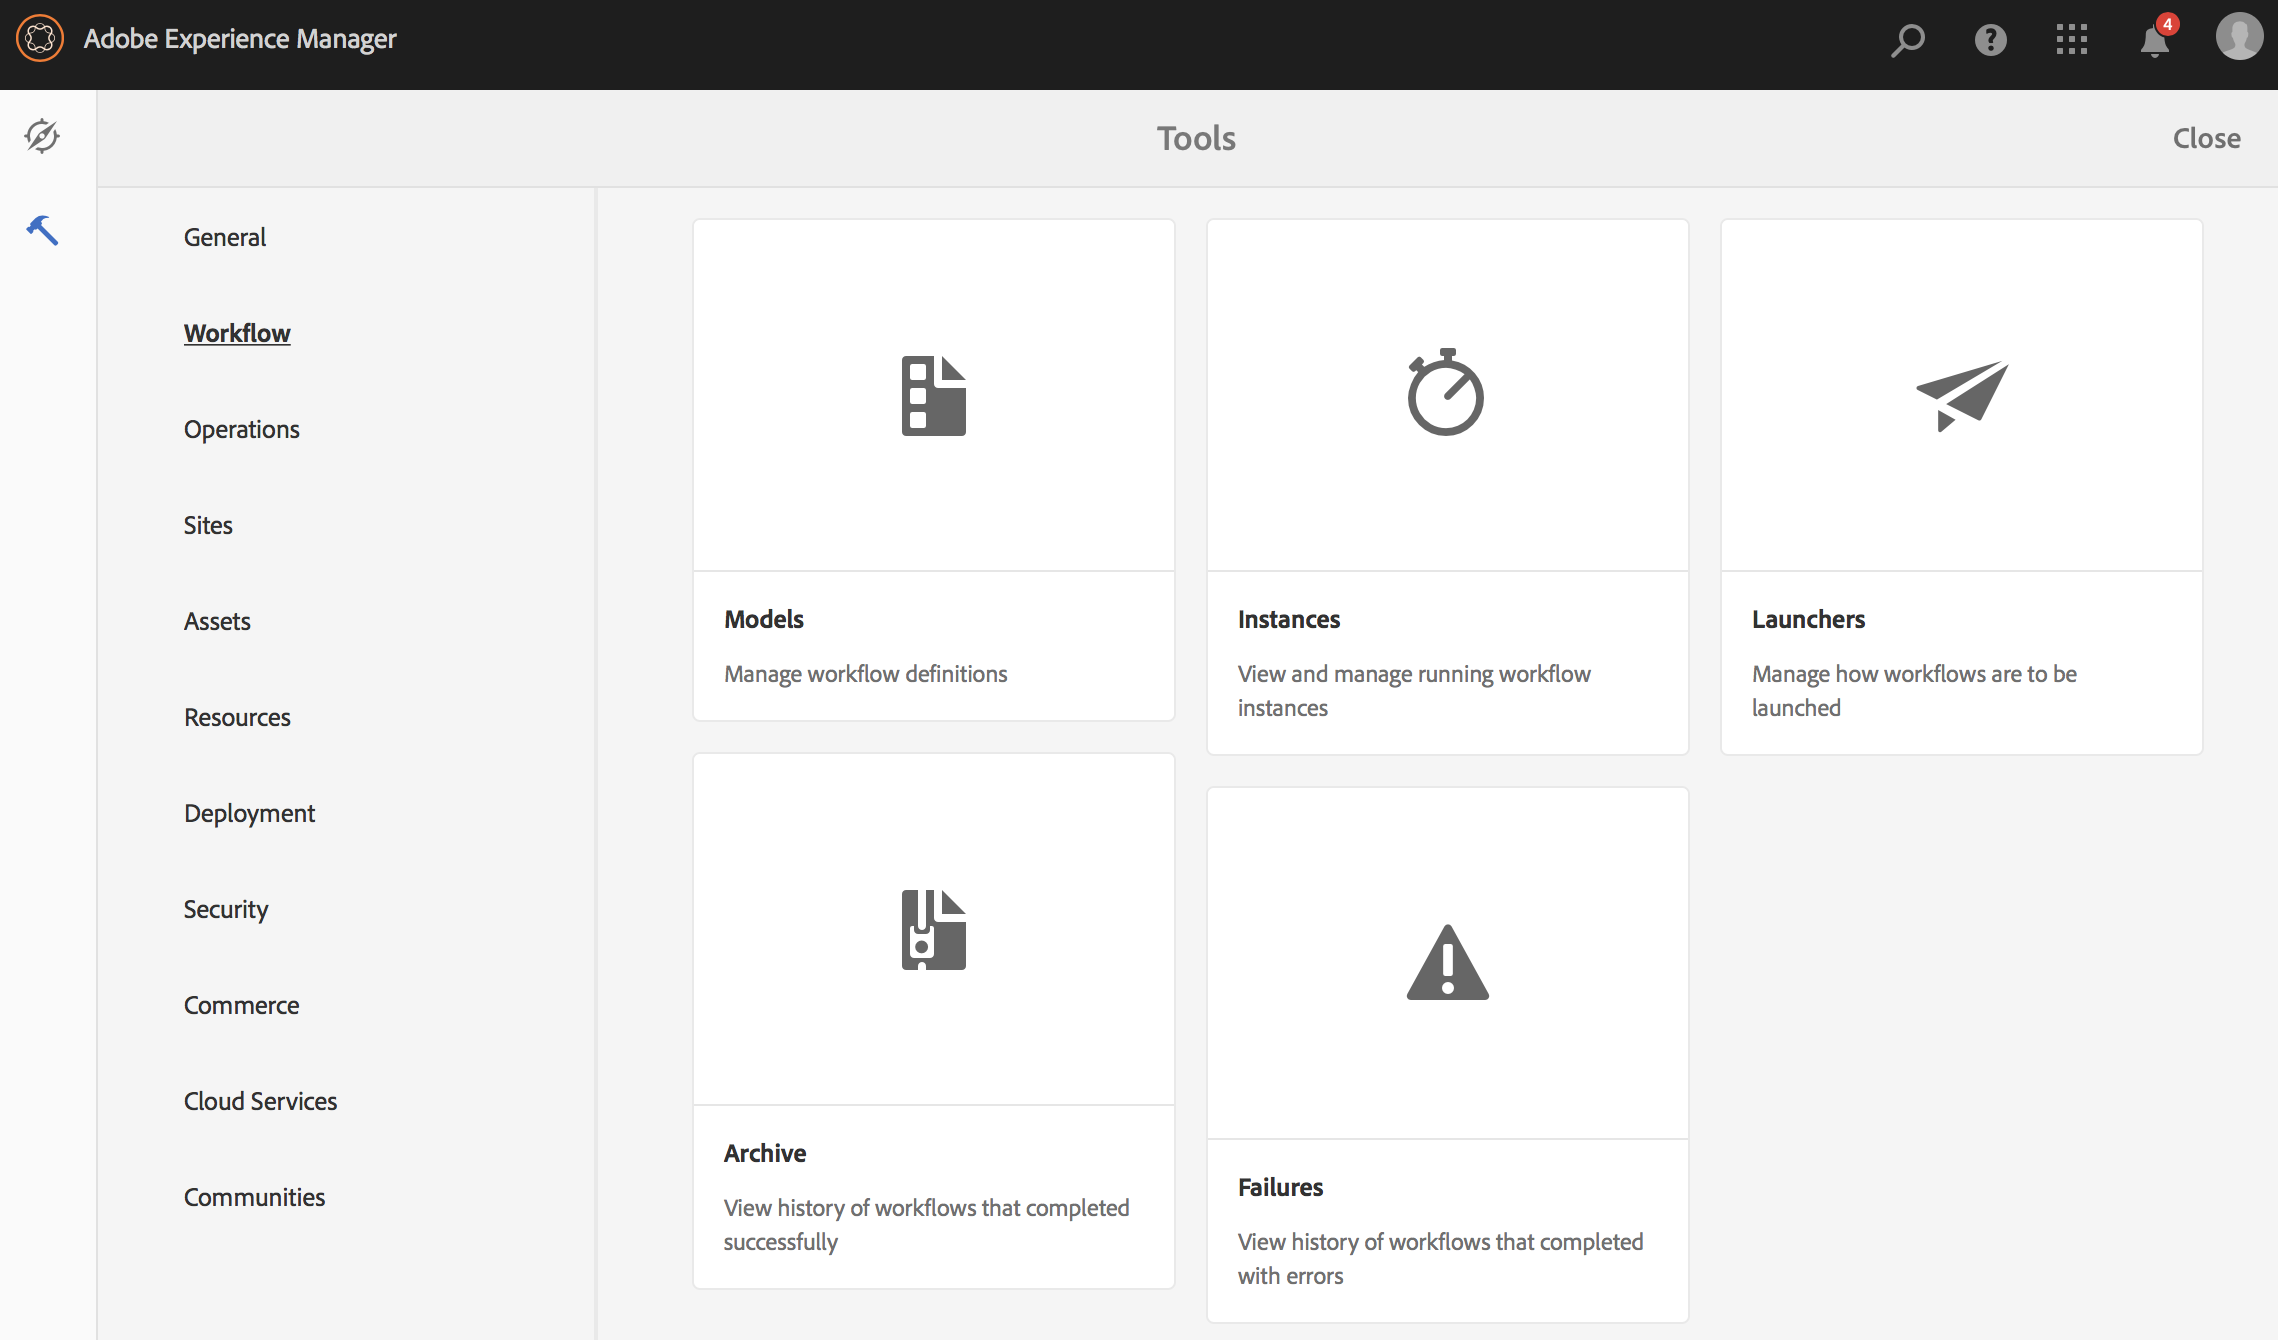 Adobe Experience Manager
4
Tools
Close
General
Workflow
Operations
Sites
Assets
Resources
Deployment
Security
Commerce
Cloud Services
Communities
Models
Manage workflow definitions
Instances
View and manage running workflow
instances
Launchers
Manage how workflows are to be
launched
Archive
View history of workflows that completed
successfully
Failures
View history of workflows that completed
with errors